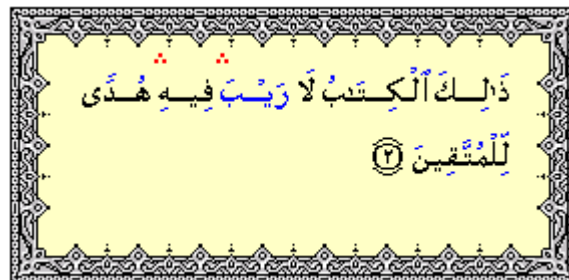 ذَٰلِكَ ٱلْكِتَـٰبُ لَا رَيْبَ ۛ فِيهِ ۛ هُدًى
لِّلْمُتَّقِينَ ٢